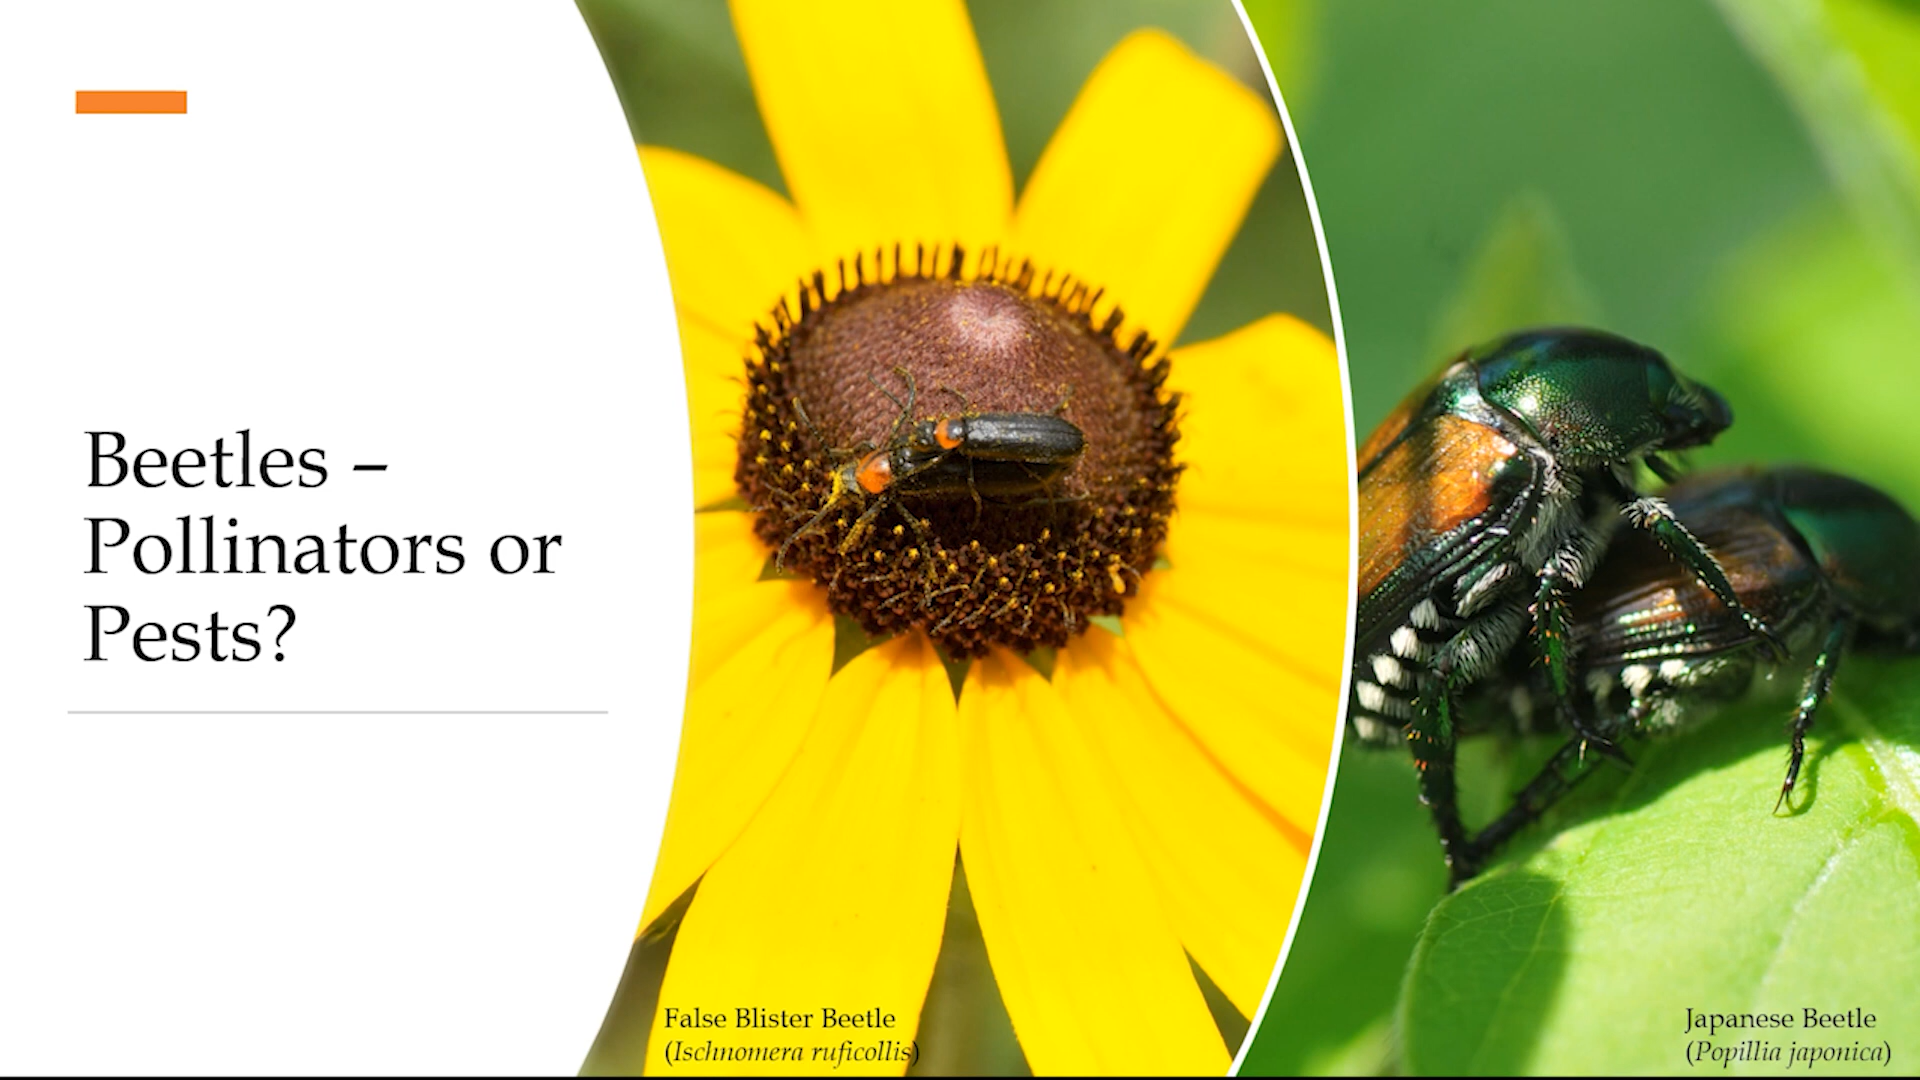 Beetles –
Pollinators or
Pests?
False Blister Beetle
(Ischnomera ruficollis)
Japanese Beetle
(Popillia japonica)